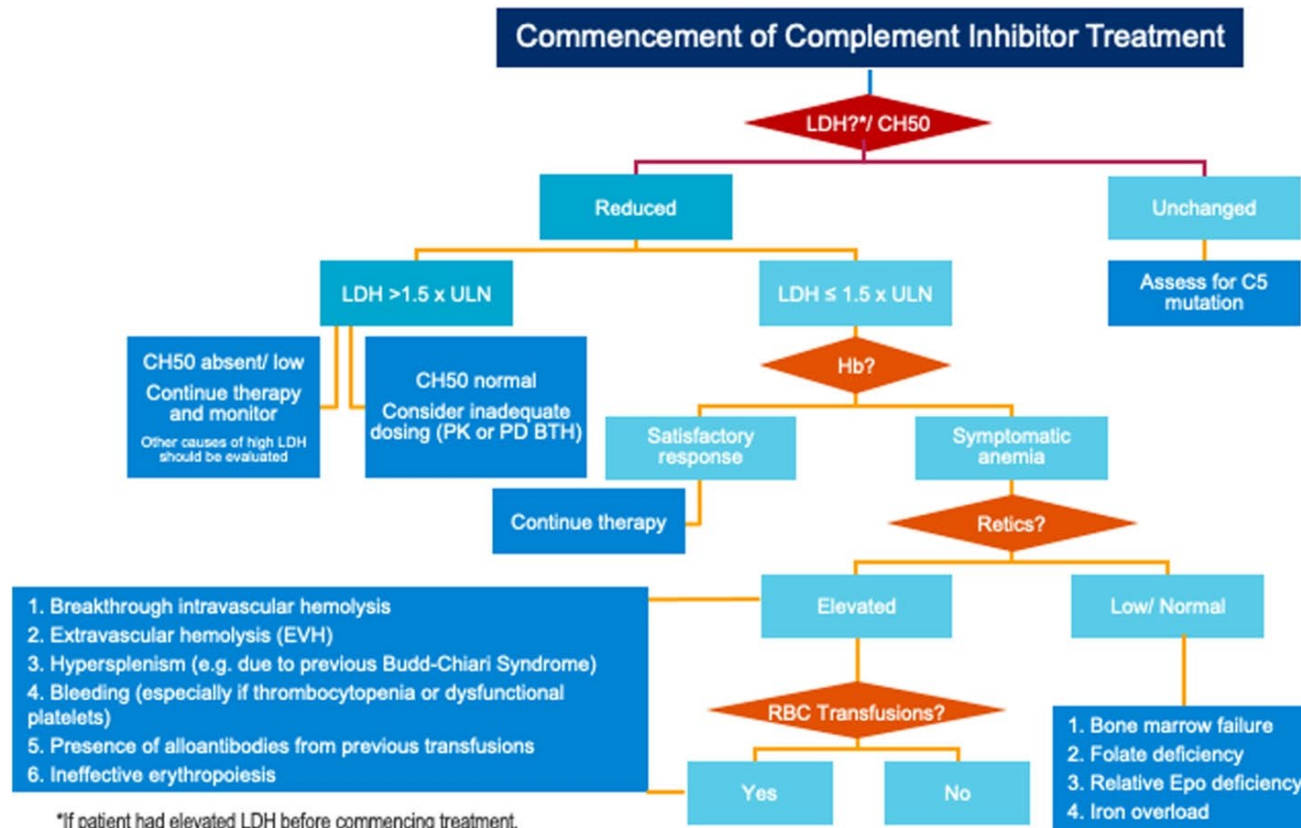 Commencement of Complement Inhibitor Treatment
LDH?*/ CH50
Reduced
Unchanged
LDH >1.5 x ULN
LDH ≤ 1.5 x ULN
Assess for C5
mutation
CH50 absent/ low
Continue therapy
and monitor
Other causes of high LDH
should be evaluated
CH50 normal
Consider inadequate
dosing (PK or PD BTH)
Hb?
Satisfactory
response
Symptomatic
anemia
Continue therapy
Retics?
Elevated
Low/ Normal
1. Breakthrough intravascular hemolysis
2. Extravascular hemolysis (EVH)
3. Hypersplenism (e.g. due to previous Budd-Chiari Syndrome)
4. Bleeding (especially if thrombocytopenia or dysfunctional
platelets)
5. Presence of alloantibodies from previous transfusions
6. Ineffective erythropoiesis
RBC Transfusions?
Yes
No
1. Bone marrow failure
2. Folate deficiency
3. Relative Epo deficiency
4. Iron overload
*If patient had elevated LDH before commencing treatment.